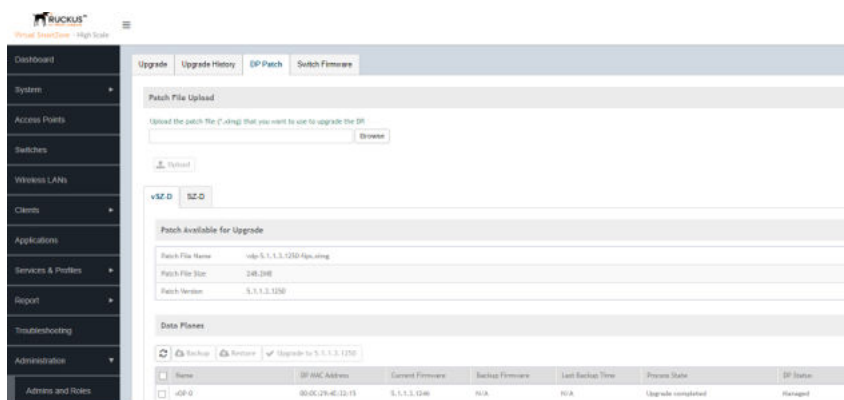 RUCKUS
Virtual SmartZone - High Scale
Dashboard
System
Access Points
Switches
Wireless LANs
Clients
Applications
Services & Profiles
Report
Troubleshooting
Administration
Admins and Roles
Upgrade Upgrade History DP Patch Switch Firmware
Patch File Upload
Upload the patch file (*.ximg) that you want to use to upgrade the DP.
Browse
Upload
vSZ-D SZ-D
Patch Available for Upgrade
Patch File Name vdp-5.1.1.3.1250-fips.ximg
Patch File Size
Patch Version 5.1.1.3.1250
Data Planes
Backup Restore Upgrade to 5.1.1.3.1250
Name DP MAC Address Current Firmware Backup Firmware Last Backup Time Process State DP Status
vDP-D 5.1.1.3.1246 N/A N/A Upgrade completed Managed